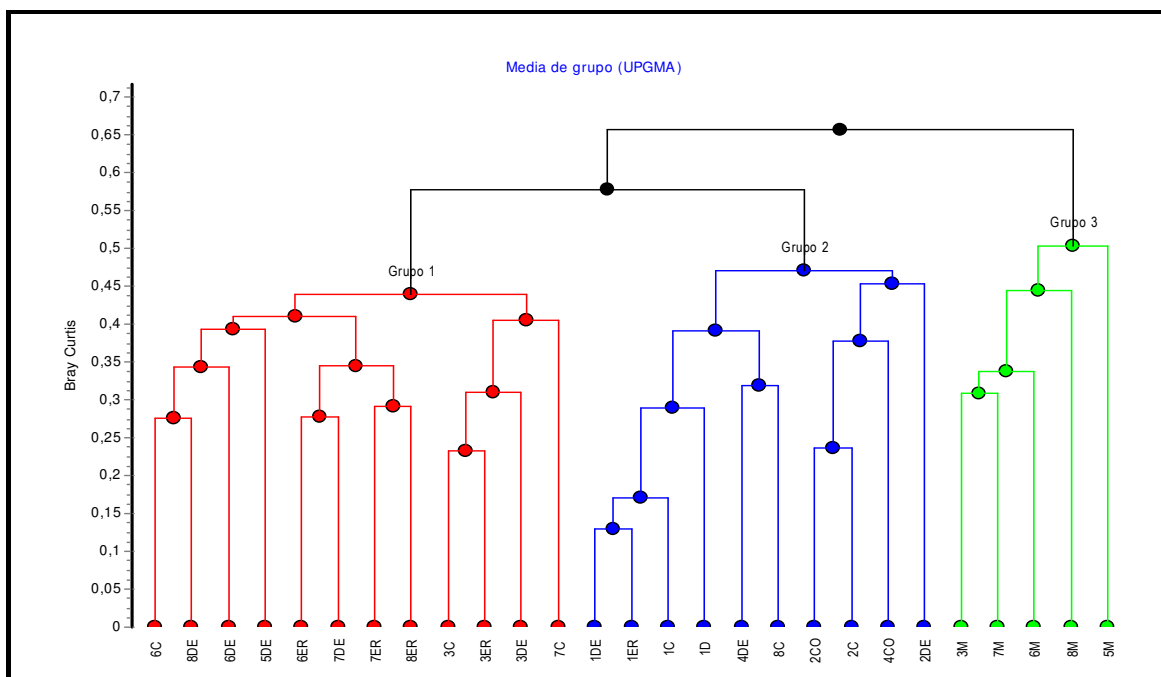 Media de grupo (UPGMA)
0,7
0,65
0,6
0,55
0,5
0,45
0,4
0,35
0,3
0,25
0,2
0,15
0,1
0,05
0
Bray Curtis
Grupo 1
Grupo 2
Grupo 3
6C
8DE
6DE
5DE
6ER
7DE
7ER
8ER
3C
3ER
3DE
7C
1DE
1ER
1C
1D
4DE
8C
2CO
2C
4CO
2DE
3M
7M
6M
8M
5M